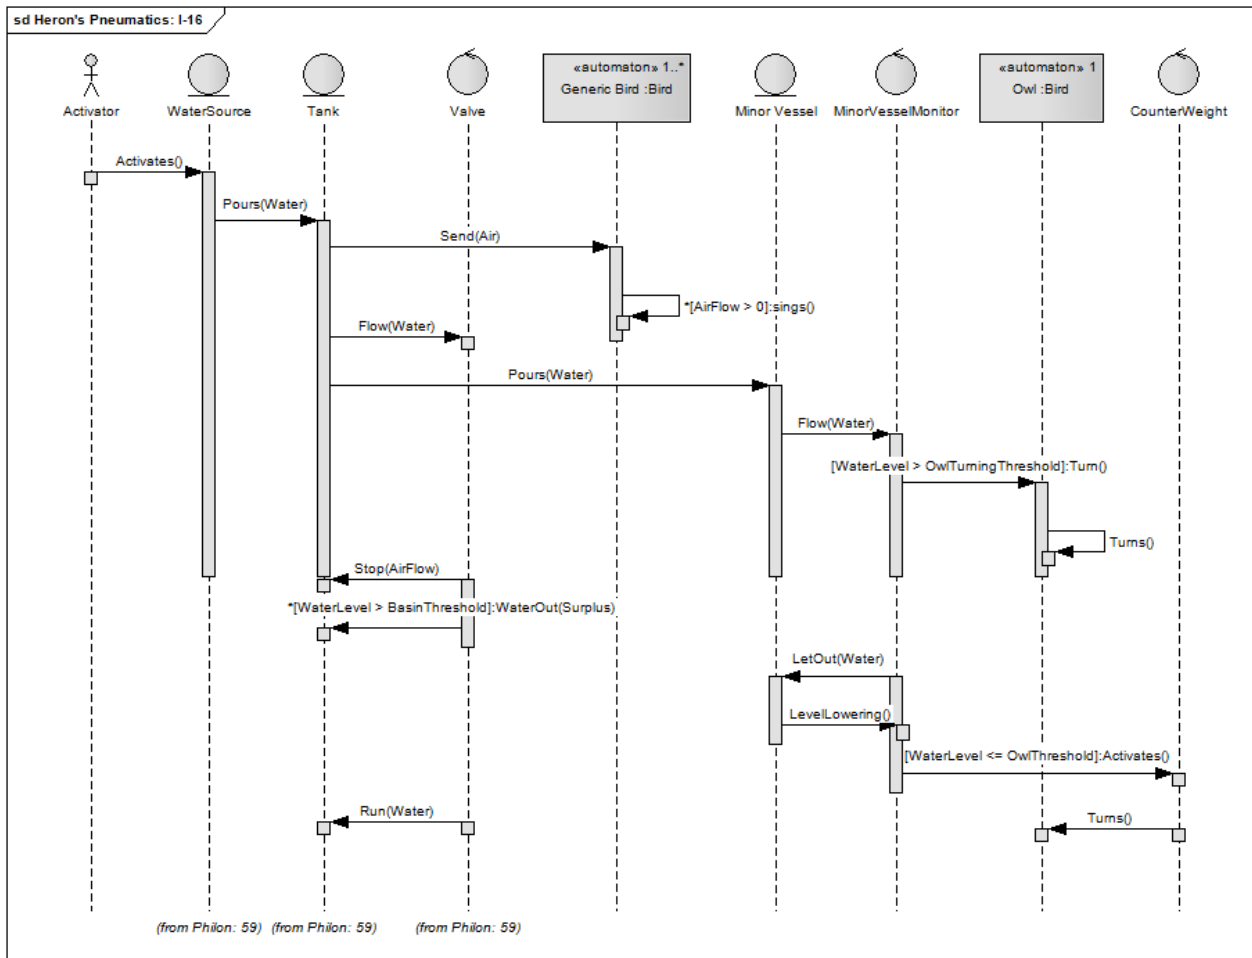 sd Heron's Pneumatics: I-16
«automaton» 1..*
Generic Bird :Bird
«automaton» 1
Owl :Bird
Activator
WaterSource
Tank
Valve
Minor Vessel
MinorVesselMonitor
CounterWeight
Activates()
Pours(Water)
Send(Air)
*[AirFlow > 0]:sings()
Flow(Water)
Pours(Water)
Flow(Water)
[WaterLevel > OwlTurningThreshold]:Turn()
Turns()
Stop(AirFlow)
*[WaterLevel > BasinThreshold]:WaterOut(Surplus)
LetOut(Water)
LevelLowering()
[WaterLevel <= OwlThreshold]:Activates()
Run(Water)
Turns()
(from Philon: 59)
(from Philon: 59)
(from Philon: 59)